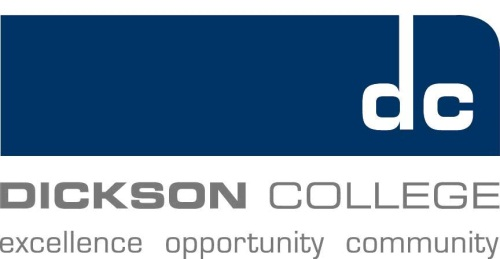 dc
DICKSON COLLEGE
excellence opportunity community